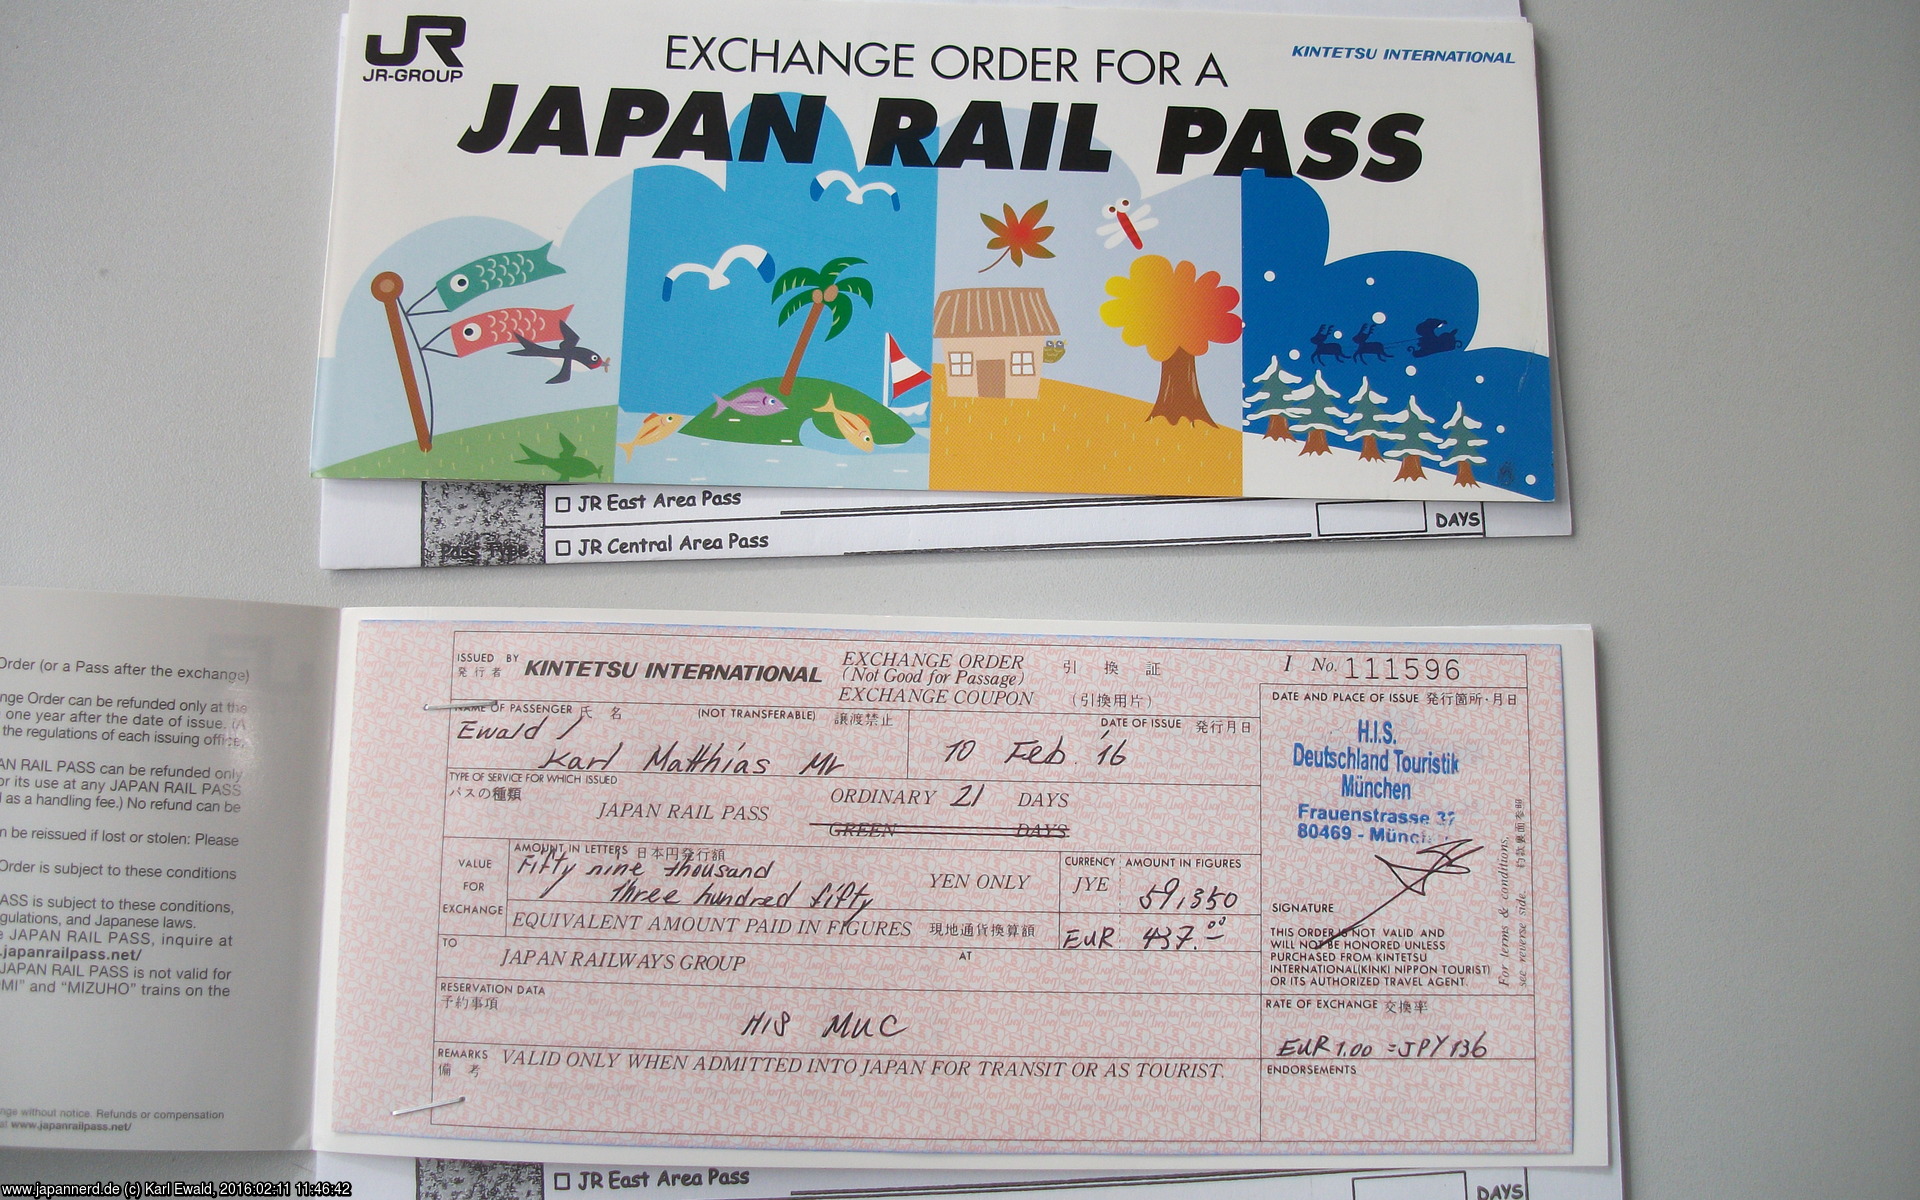 JR
JR-GROUP
EXCHANGE ORDER FOR A
KINTETSU INTERNATIONAL
JAPAN RAIL PASS
Pass Type
JR East Area Pass
DAYS
JR Central Area Pass
Order (or a Pass after the exchange)
nge Order can be refunded only at the
one year after the date of issue. (A
the regulations of each issuing office.
AN RAIL PASS can be refunded only
or its use at any JAPAN RAIL PASS
l as a handling fee.) No refund can be
n be reissued if lost or stolen: Please
Order is subject to these conditions
PASS is subject to these conditions,
gulations, and Japanese laws.
e JAPAN RAIL PASS, inquire at
.japanrailpass.net/
JAPAN RAIL PASS is not valid for
MI" and "MIZUHO" trains on the
nge without notice. Refunds or compensation
at www.japanrailpass.net/
ISSUED BY
発行者
KINTETSU INTERNATIONAL
EXCHANGE ORDER 引換証
(Not Good for Passage)
EXCHANGE COUPON (引換用片)
I No. 111596
NAME OF PASSENGER 氏 名 (NOT TRANSFERABLE) 譲渡禁止
Ewald /
Karl Matthias Mr
DATE OF ISSUE 発行月日
10 Feb. '16
DATE AND PLACE OF ISSUE 発行箇所・月日
H.I.S.
Deutschland Touristik
München
Frauenstrasse 32
80469 - Münc
TYPE OF SERVICE FOR WHICH ISSUED
パスの種類
JAPAN RAIL PASS
ORDINARY 21 DAYS
GREEN DAYS
VALUE
FOR
EXCHANGE
AMOUNT IN LETTERS 日本円発行額
Fifty nine thousand
three hundred fifty
YEN ONLY
CURRENCY AMOUNT IN FIGURES
JYE 59,350
EQUIVALENT AMOUNT PAID IN FIGURES 現地通貨換算額
EUR 437.00
SIGNATURE
THIS ORDER IS NOT VALID AND
WILL NOT BE HONORED UNLESS
PURCHASED FROM KINTETSU
INTERNATIONAL(KINKI NIPPON TOURIST)
OR ITS AUTHORIZED TRAVEL AGENT.
For terms & conditions,
see reverse side. 約款裏面参照
TO
JAPAN RAILWAYS GROUP
AT
RESERVATION DATA
予約事項
HIS MUC
RATE OF EXCHANGE 交換率
EUR 1.00 = JPY 136
REMARKS
備 考
VALID ONLY WHEN ADMITTED INTO JAPAN FOR TRANSIT OR AS TOURIST.
ENDORSEMENTS
JR East Area Pass
DAYS
www.japannerd.de (c) Karl Ewald, 2016:02:11 11:46:42